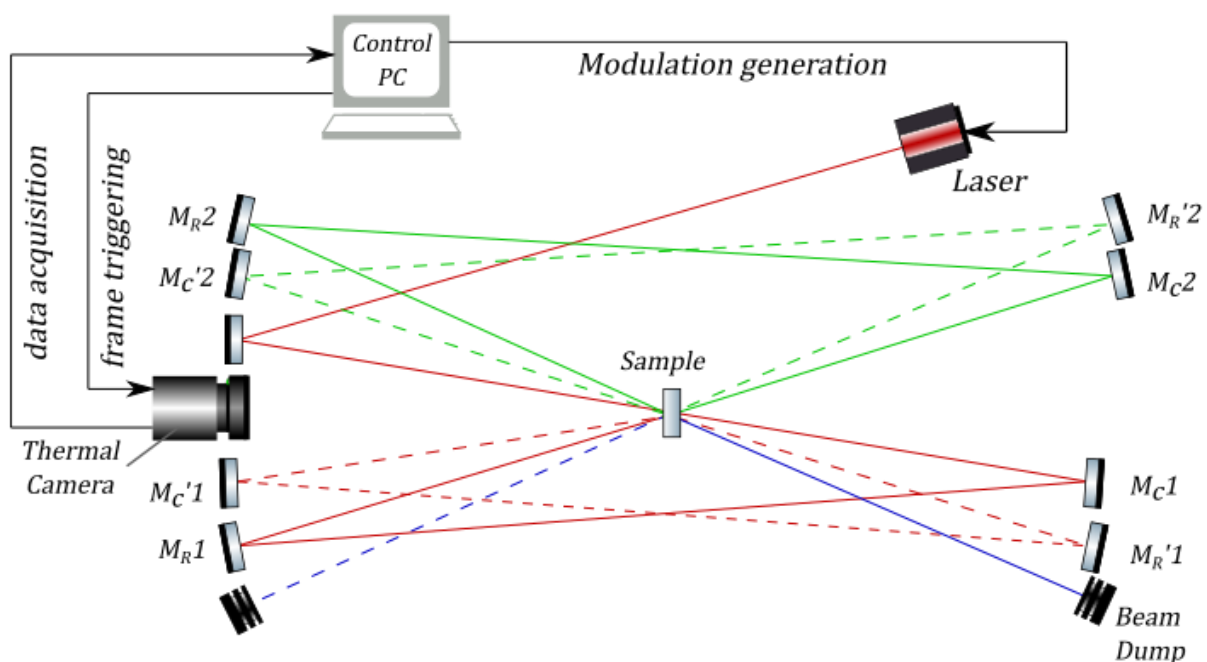 Control
PC
Modulation generation
data acquisition
frame triggering
Laser
M_R2
M_R'2
M_C'2
M_C2
Sample
Thermal
Camera
M_C'1
M_C1
M_R1
M_R'1
Beam
Dump